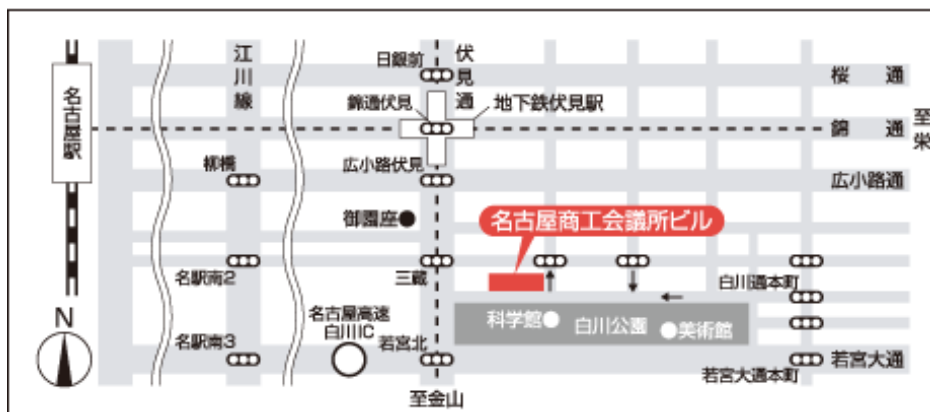 江川線
伏見通
日銀前
桜 通
名古屋駅
錦通伏見
地下鉄伏見駅
錦 通
至栄
柳橋
広小路伏見
広小路通
御園座
名古屋商工会議所ビル
名駅南2
三蔵
白川通本町
名古屋高速
白川IC
科学館
白川公園
美術館
N
名駅南3
若宮北
若宮大通
若宮大通本町
至金山